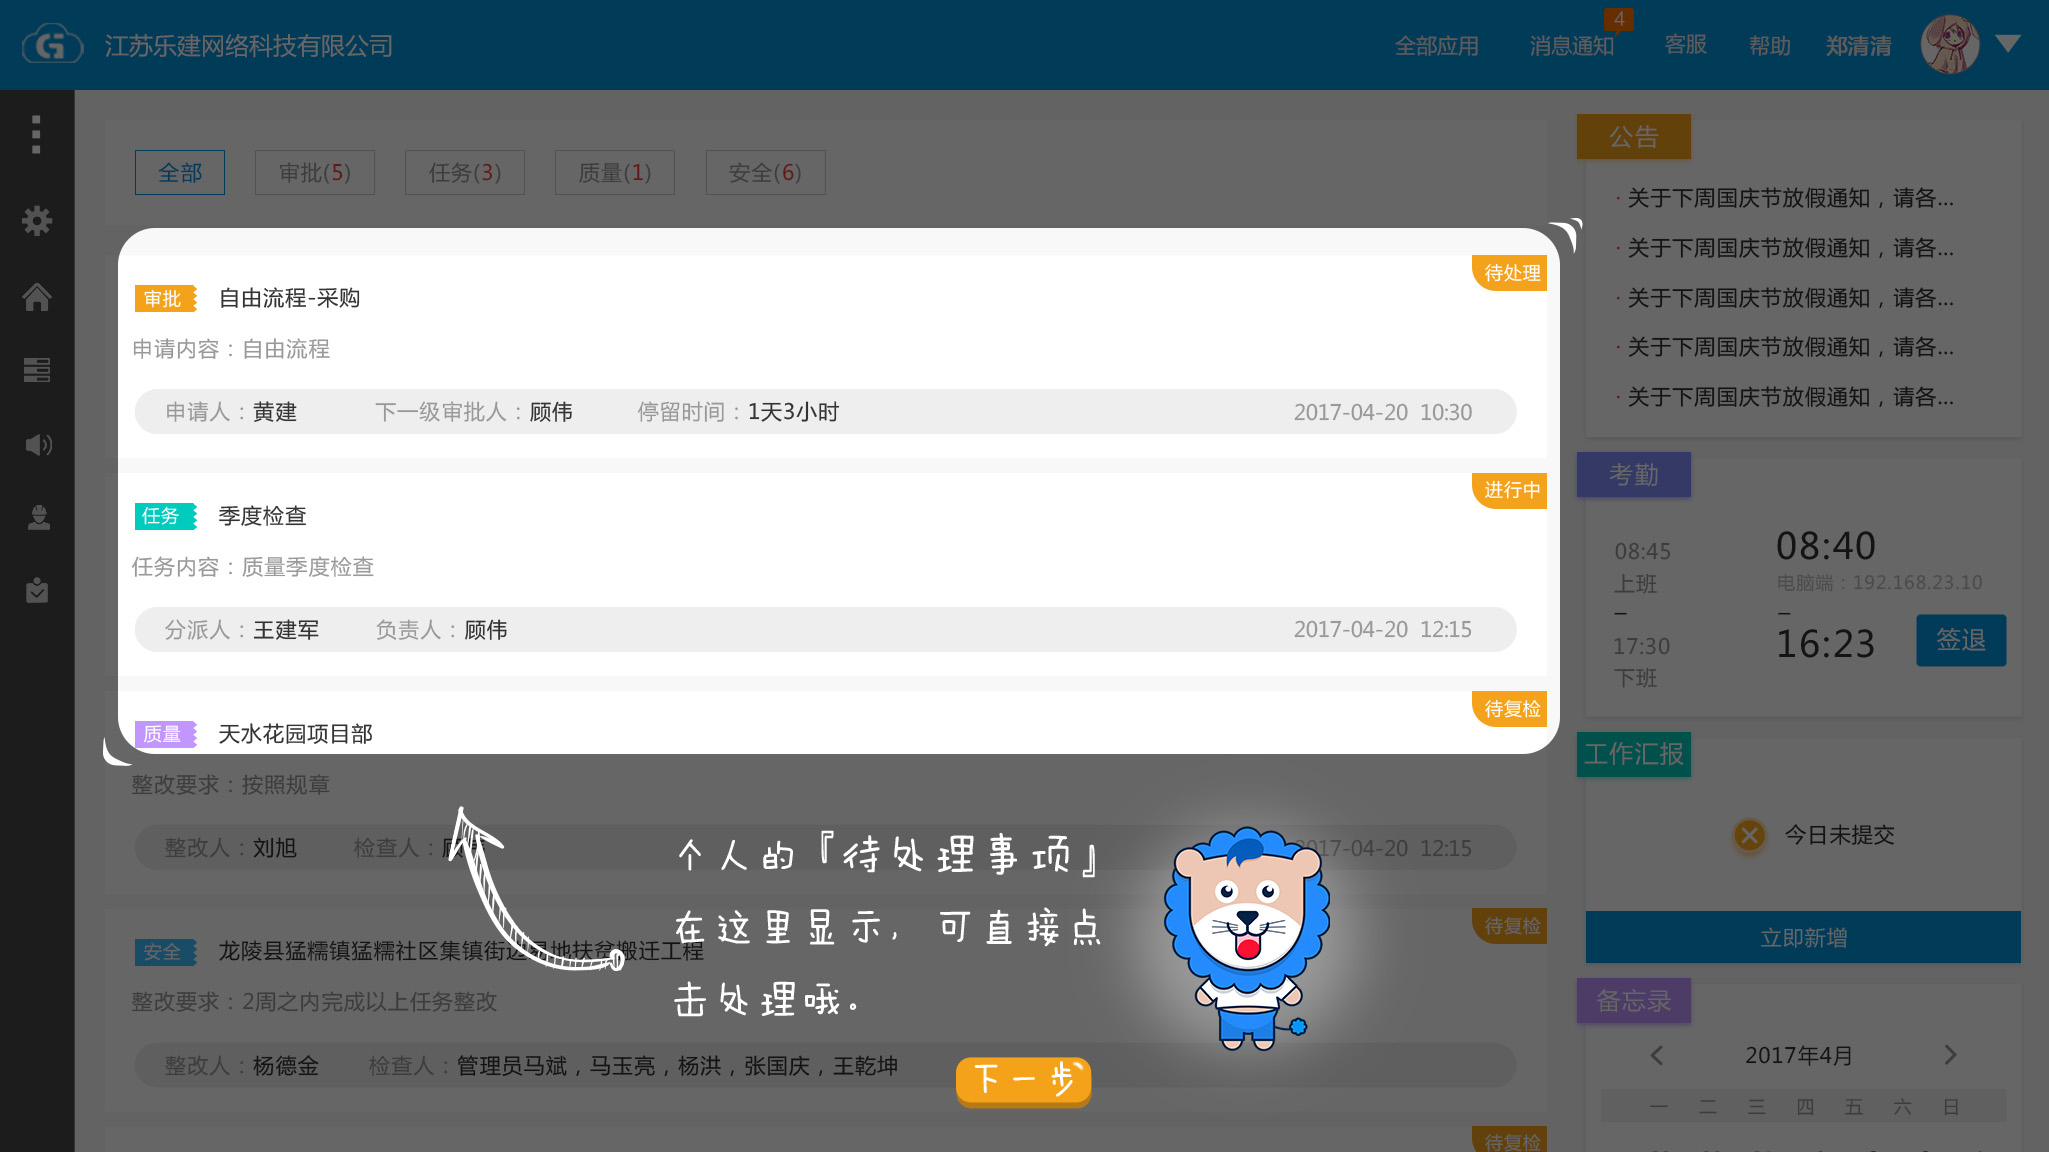 江苏乐建网络科技有限公司
全部应用 消息通知 4 客服 帮助 郑清清
全部 审批(5) 任务(3) 质量(1) 安全(6)
待处理
审批 自由流程-采购
申请内容：自由流程
申请人：黄建 下一级审批人：顾伟 停留时间：1天3小时 2017-04-20 10:30
进行中
任务 季度检查
任务内容：质量季度检查
分派人：王建军 负责人：顾伟 2017-04-20 12:15
待复检
质量 天水花园项目部
整改要求：按照规章
整改人：刘旭 检查人： 2017-04-20 12:15
待复检
安全 龙陵县猛糯镇猛糯社区集镇街边易地扶贫搬迁工程
整改要求：2周之内完成以上任务整改
整改人：杨德金 检查人：管理员马斌，马玉亮，杨洪，张国庆，王乾坤
待复检
个人的『待处理事项』
在这里显示，可直接点
击处理哦。
下一步
公告
· 关于下周国庆节放假通知，请各...
· 关于下周国庆节放假通知，请各...
· 关于下周国庆节放假通知，请各...
· 关于下周国庆节放假通知，请各...
· 关于下周国庆节放假通知，请各...
考勤
08:45 08:40
上班 电脑端：192.168.23.10
– –
17:30 16:23 签退
下班
工作汇报
今日未提交
立即新增
备忘录
2017年4月
一 二 三 四 五 六 日